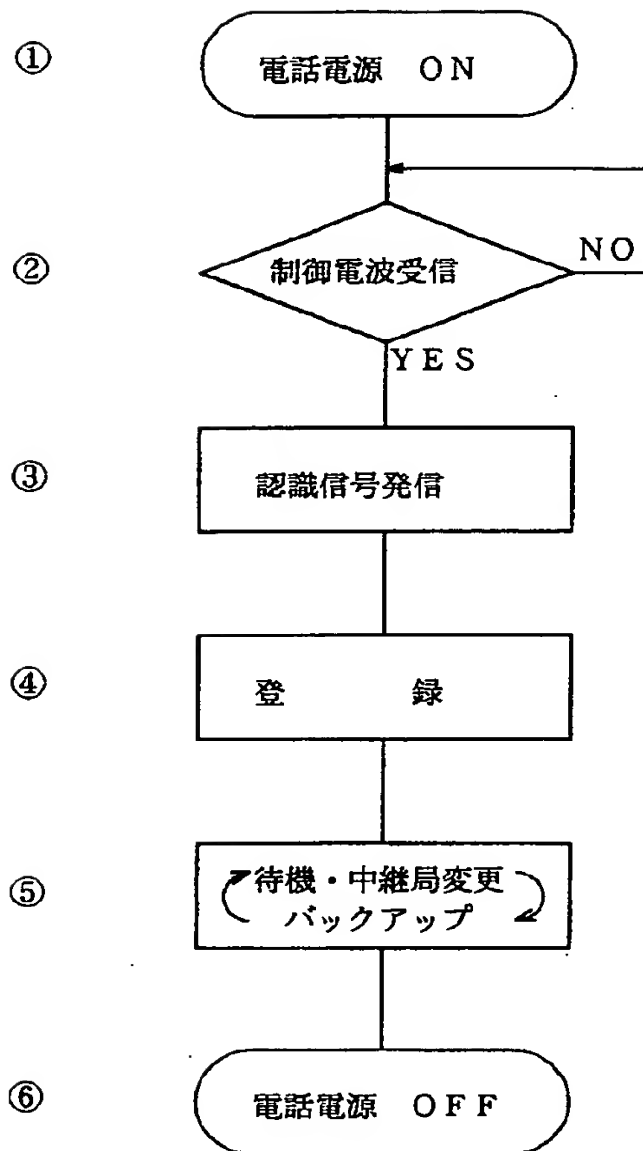 ① 電話電源 ON
② 制御電波受信 NO
YES
③ 認識信号発信
④ 登 録
⑤ 待機・中継局変更
バックアップ
⑥ 電話電源 OFF